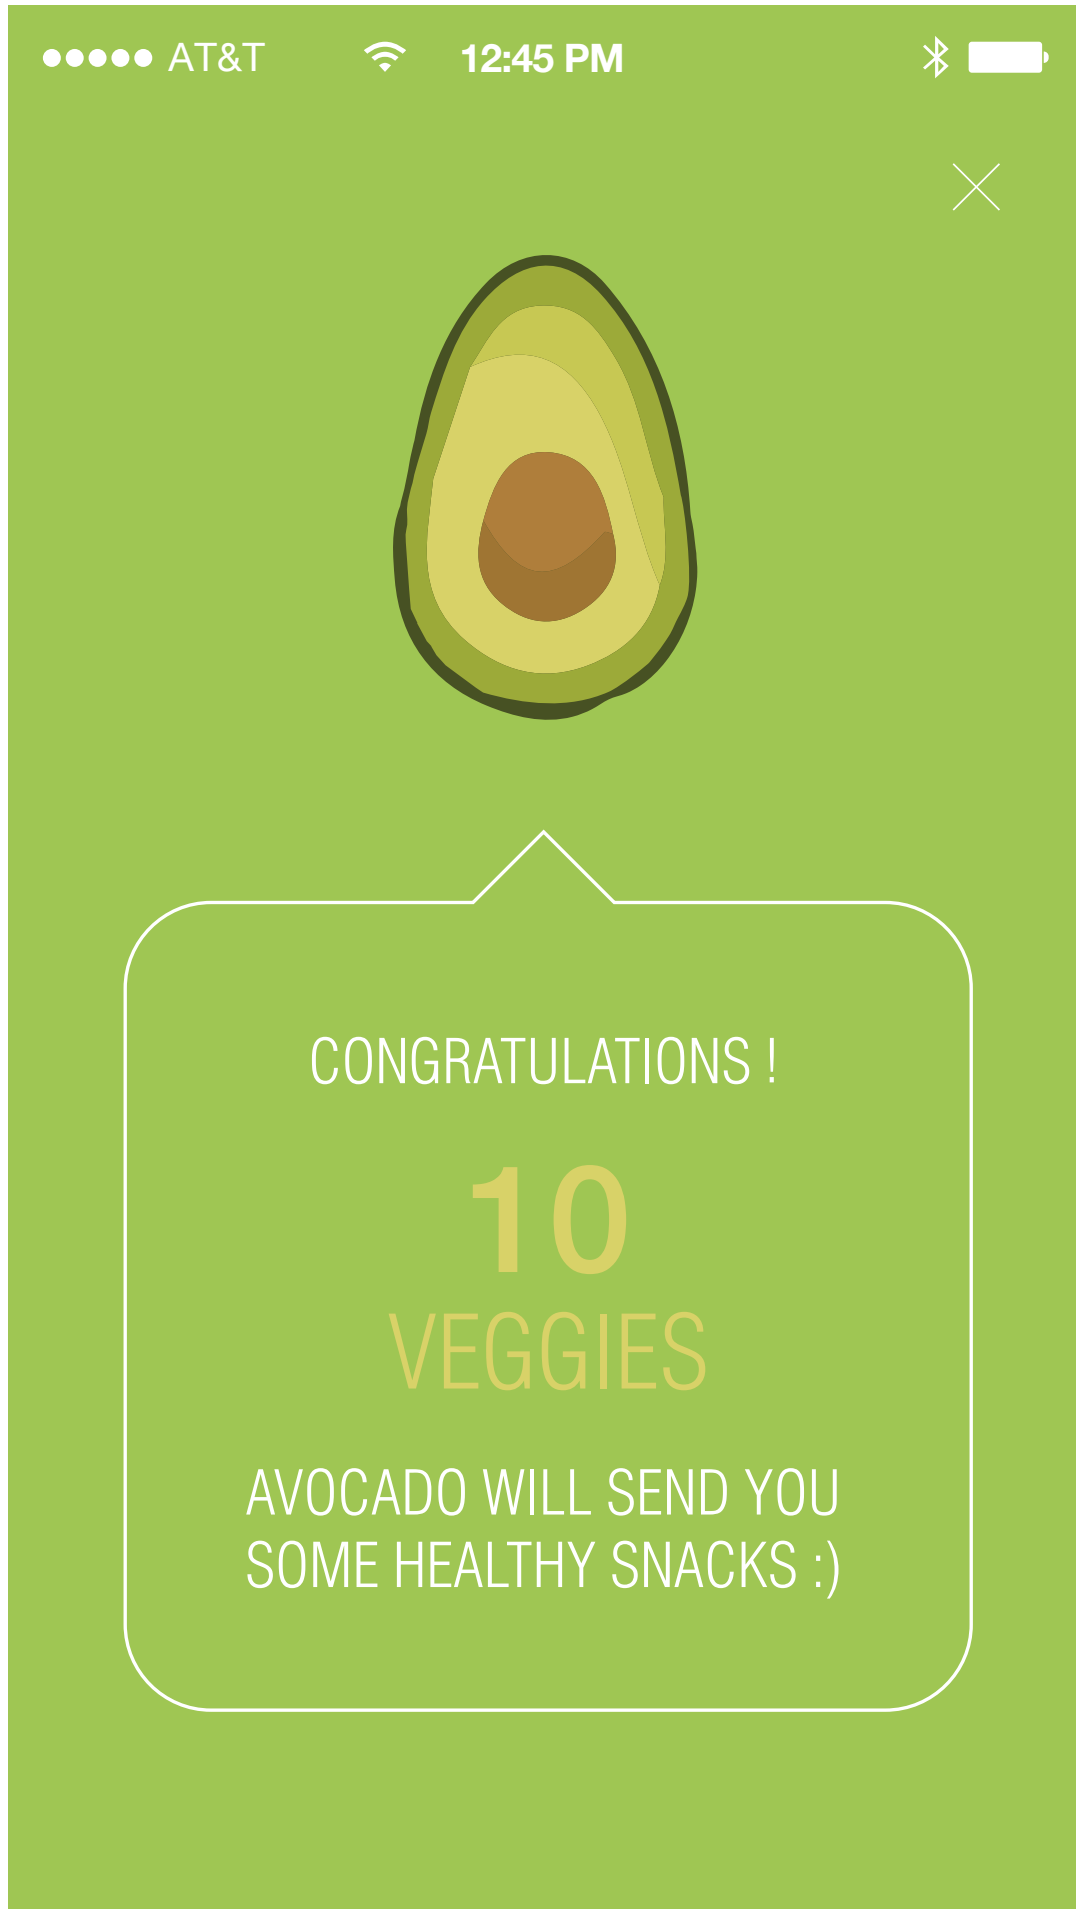 AT&T 12:45 PM
CONGRATULATIONS !
10
VEGGIES
AVOCADO WILL SEND YOU
SOME HEALTHY SNACKS :)